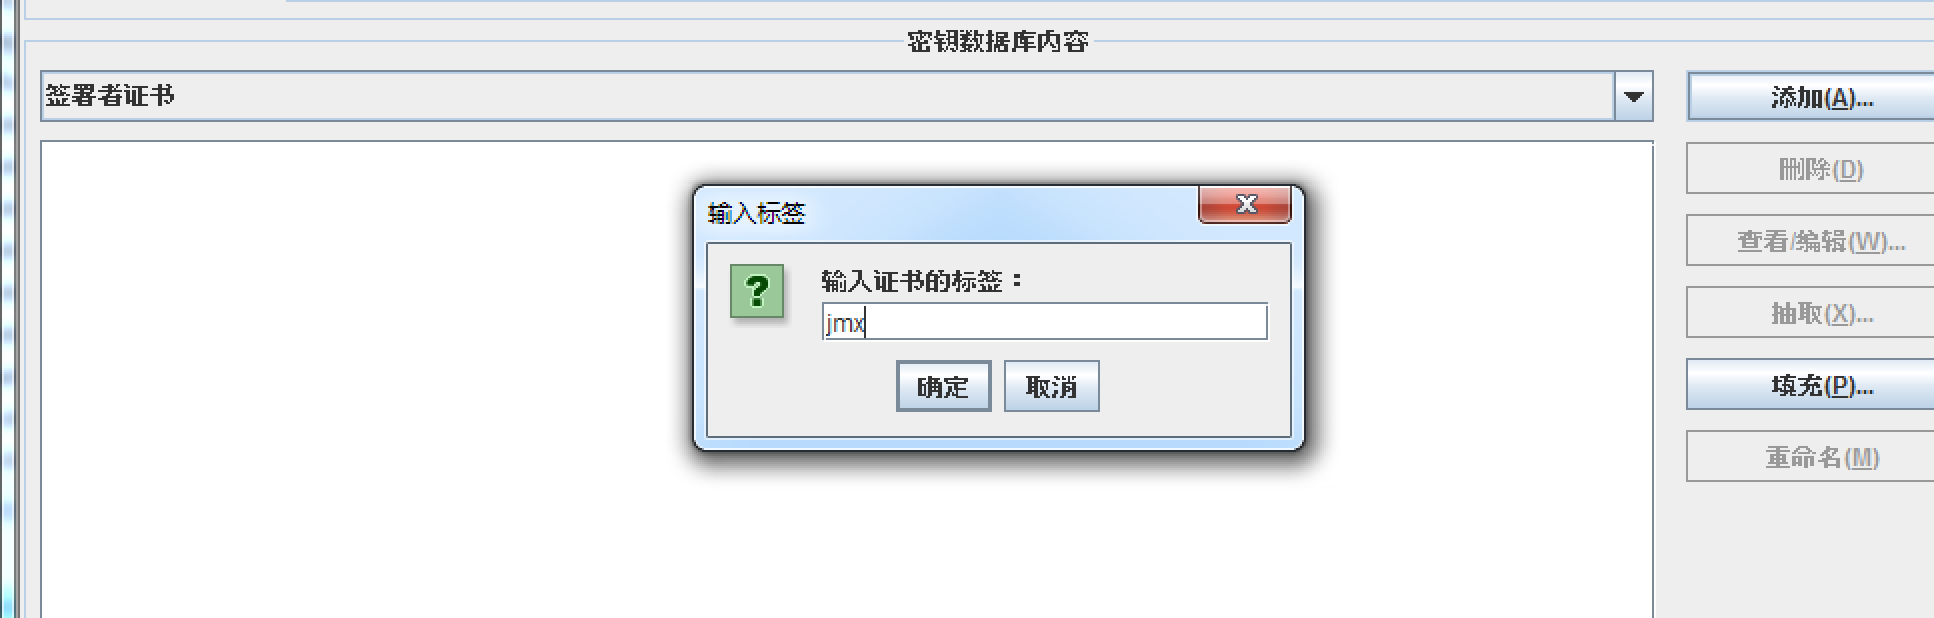 密钥数据库内容
签署者证书
添加(A)...
删除(D)
查看/编辑(W)...
抽取(X)...
填充(P)...
重命名(M)
输入标签
?
输入证书的标签：
jmx
确定
取消